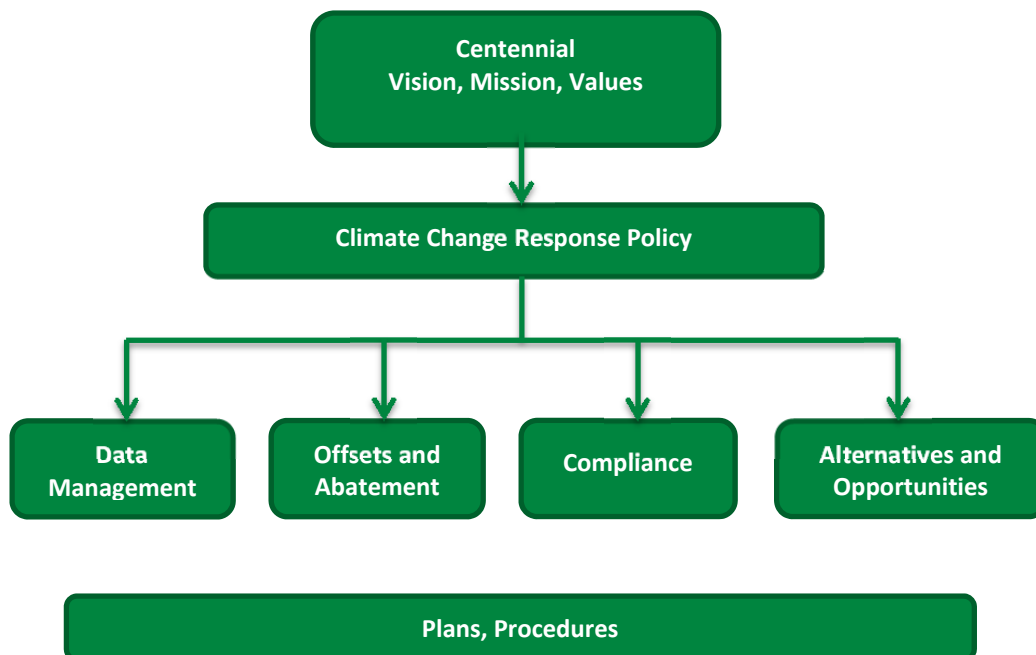 Centennial
Vision, Mission, Values
Climate Change Response Policy
Data
Management
Offsets and
Abatement
Compliance
Alternatives and
Opportunities
Plans, Procedures